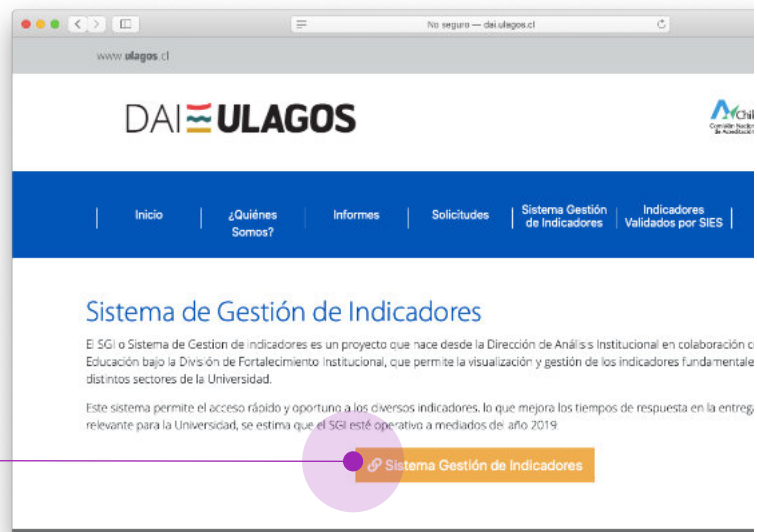 No seguro — dai.ulagos.cl
www.ulagos.cl
DAI ULAGOS
Comisión Nacional
de Acreditación
Inicio
¿Quiénes
Somos?
Informes
Solicitudes
Sistema Gestión
de Indicadores
Indicadores
Validados por SIES
Sistema de Gestión de Indicadores
El SGI o Sistema de Gestion de indicadores es un proyecto que nace desde la Dirección de Análisis Institucional en colaboración
Educación bajo la División de Fortalecimiento Institucional, que permite la visualización y gestión de los indicadores fundamentale
distintos sectores de la Universidad.
Este sistema permite el acceso rápido y oportuno a los diversos indicadores, lo que mejora los tiempos de respuesta en la entreg
relevante para la Universidad, se estima que el SGI esté operativo a mediados del año 2019
Sistema Gestión de Indicadores